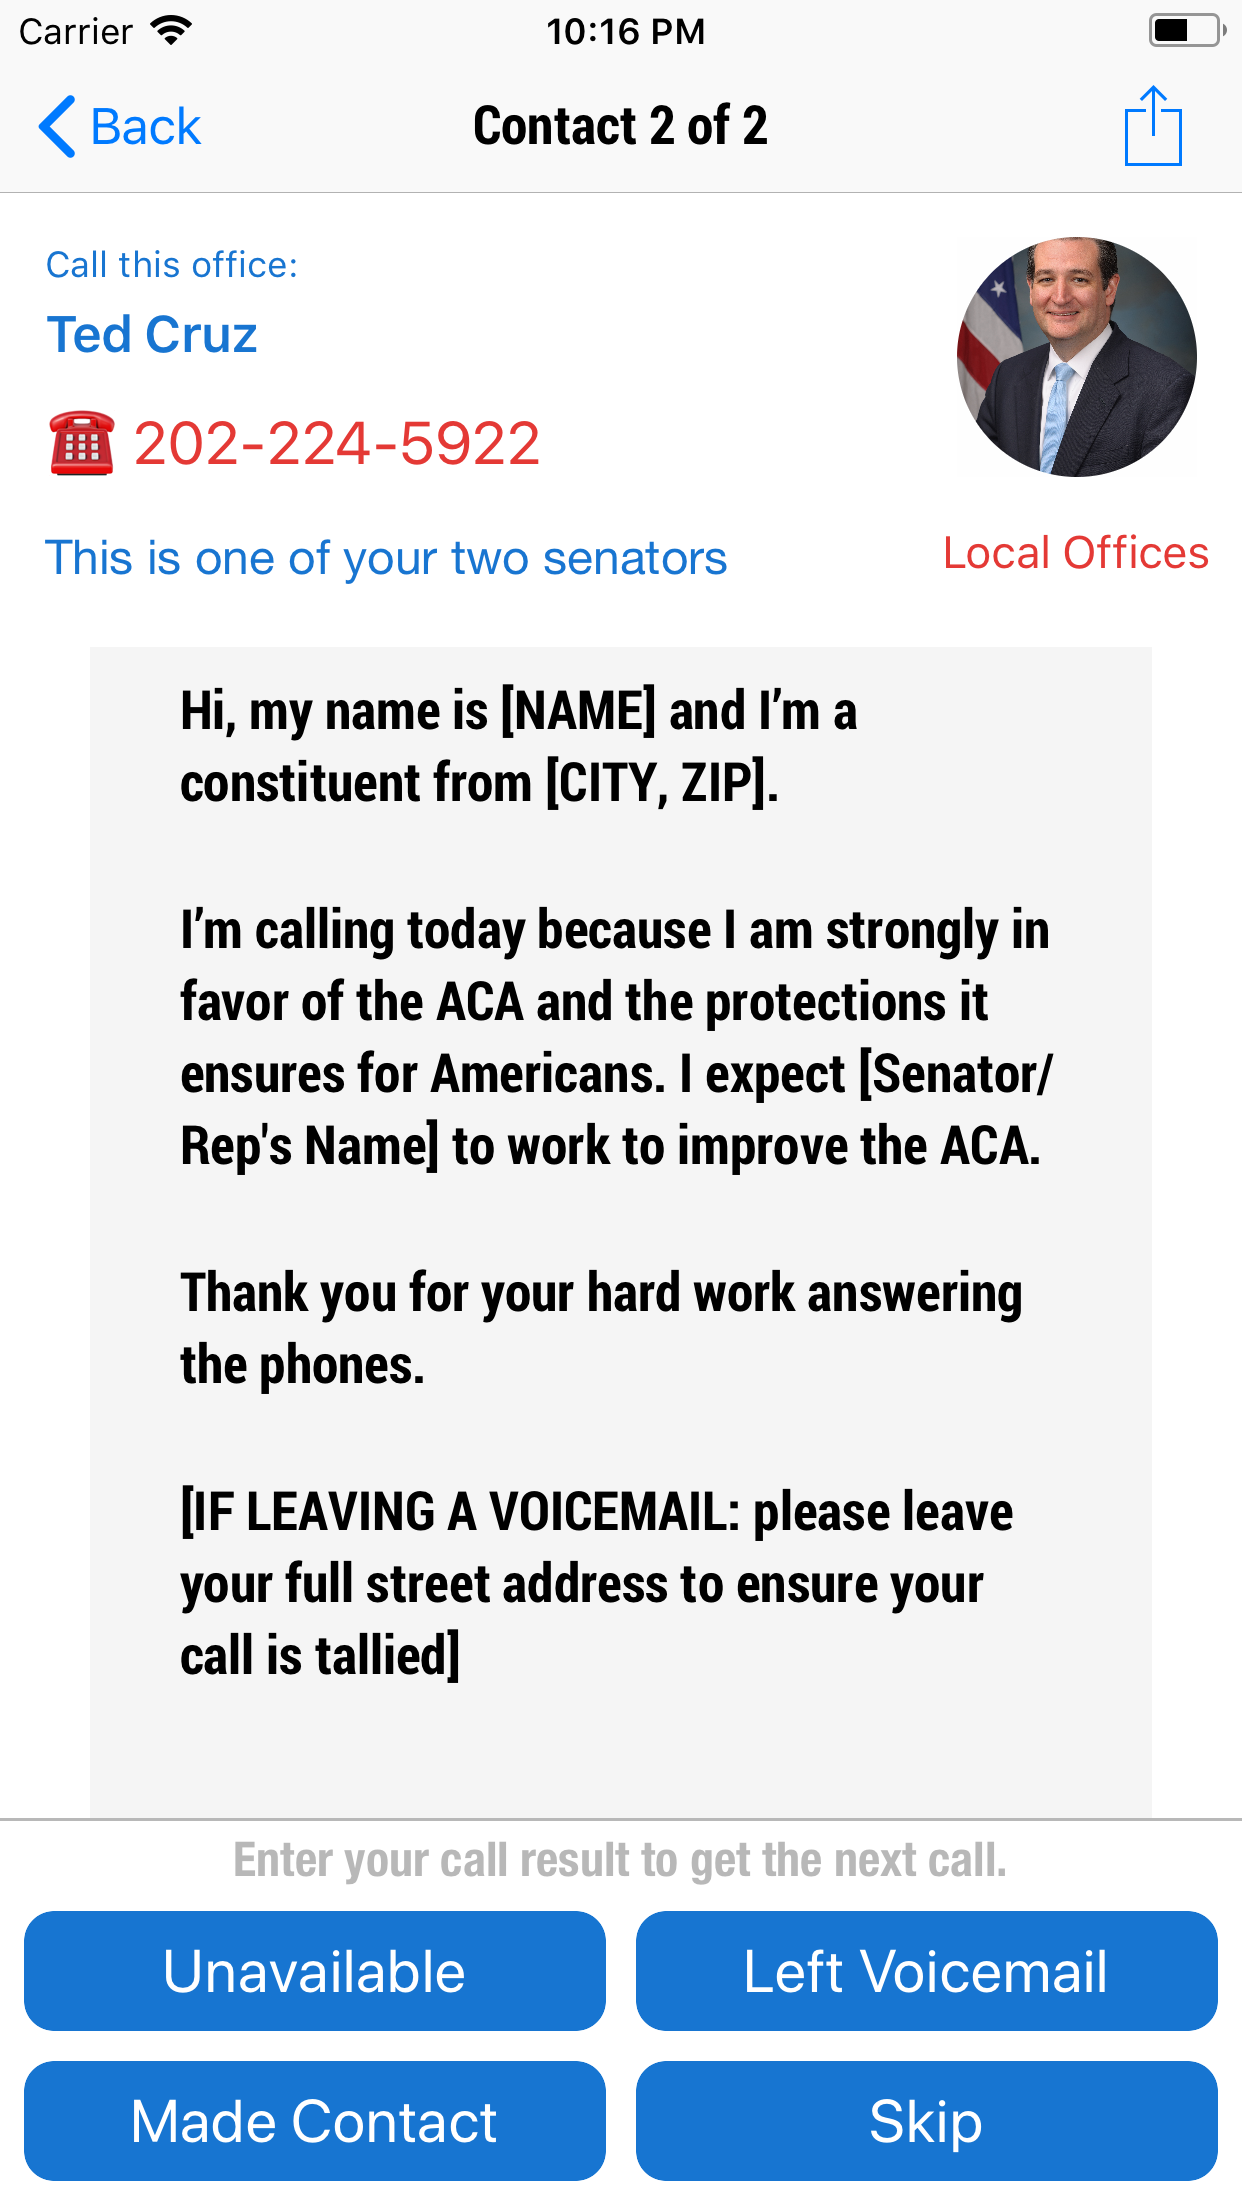 Carrier 10:16 PM
Back Contact 2 of 2
Call this office:
Ted Cruz
202-224-5922
This is one of your two senators Local Offices
Hi, my name is [NAME] and I’m a
constituent from [CITY, ZIP].
I’m calling today because I am strongly in
favor of the ACA and the protections it
ensures for Americans. I expect [Senator/
Rep's Name] to work to improve the ACA.
Thank you for your hard work answering
the phones.
[IF LEAVING A VOICEMAIL: please leave
your full street address to ensure your
call is tallied]
Enter your call result to get the next call.
Unavailable Left Voicemail
Made Contact Skip